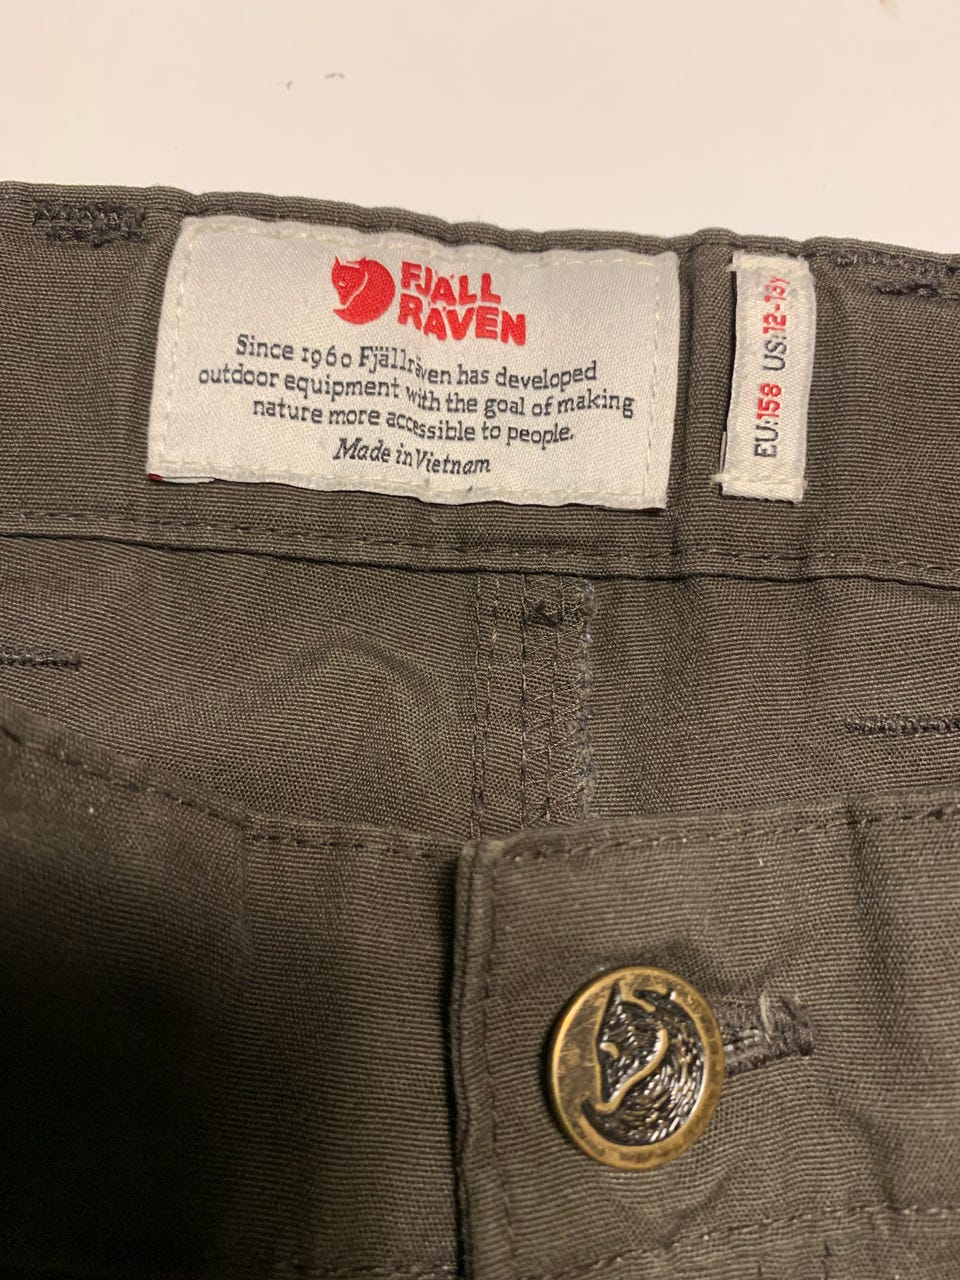 FJÄLL
RÄVEN
Since 1960 Fjällräven has developed
outdoor equipment with the goal of making
nature more accessible to people.
Made in Vietnam
EU:158 US:12-13y